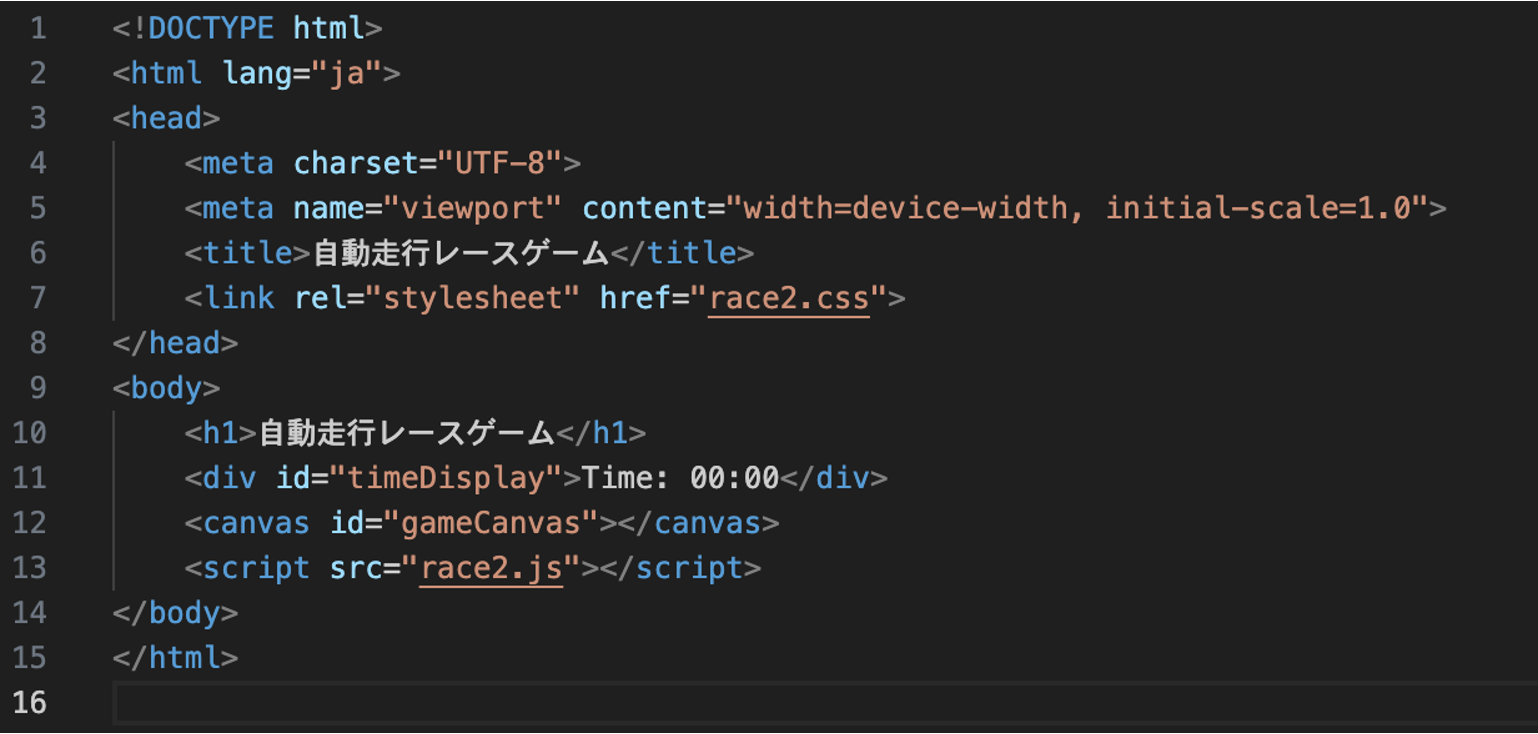 1 <!DOCTYPE html>
2 <html lang="ja">
3 <head>
4     <meta charset="UTF-8">
5     <meta name="viewport" content="width=device-width, initial-scale=1.0">
6     <title>自動走行レースゲーム</title>
7     <link rel="stylesheet" href="race2.css">
8 </head>
9 <body>
10     <h1>自動走行レースゲーム</h1>
11     <div id="timeDisplay">Time: 00:00</div>
12     <canvas id="gameCanvas"></canvas>
13     <script src="race2.js"></script>
14 </body>
15 </html>
16